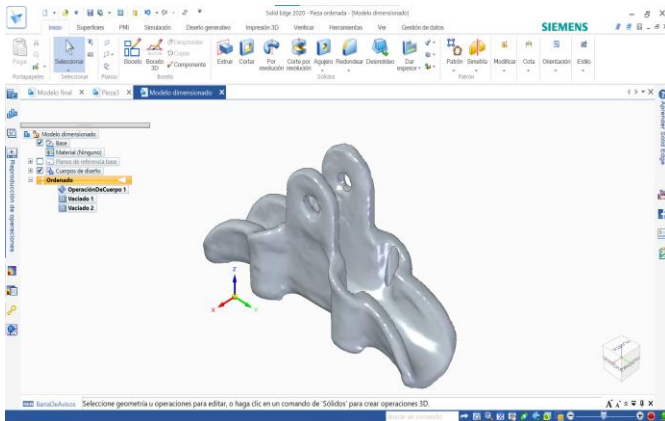 Solid Edge 2020 - Pieza ordenada - [Modelo dimensionado]
Inicio Superficies PMI Simulación Diseño generativo Impresión 3D Verificar Herramientas Ver Gestión de datos
SIEMENS
Pegar Seleccionar Boceto Boceto 3D Desprendido Copia Componente Extruir Cortar Por revolución Corte por revolución Agujero Redondear Desmoldeo Dar espesor Patrón Simetría Modificar Cota Orientación Estilo
Portapapeles Seleccionar Planos Boceto Sólidos Patrón
Modelo final X Pieza3 X Modelo dimensionado X
Modelo dimensionado
Base
Material (Ninguno)
Planos de referencia base
Cuerpos de diseño
Ordenado
OperaciónDeCuerpo 1
Vaciado 1
Vaciado 2
Reproducción de operaciones
Aprender Solid Edge
Z
X
Y
BarraDeAvisos Seleccione geometría u operaciones para editar, o haga clic en un comando de 'Sólidos' para crear operaciones 3D.
Buscar un comando